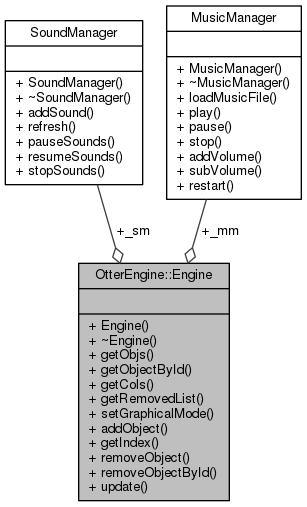 SoundManager
+ SoundManager()
+ ~SoundManager()
+ addSound()
+ refresh()
+ pauseSounds()
+ resumeSounds()
+ stopSounds()
MusicManager
+ MusicManager()
+ ~MusicManager()
+ loadMusicFile()
+ play()
+ pause()
+ stop()
+ addVolume()
+ subVolume()
+ restart()
+_sm
+_mm
OtterEngine::Engine
+ Engine()
+ ~Engine()
+ getObjs()
+ getObjectById()
+ getCols()
+ getRemovedList()
+ setGraphicalMode()
+ addObject()
+ getIndex()
+ removeObject()
+ removeObjectById()
+ update()